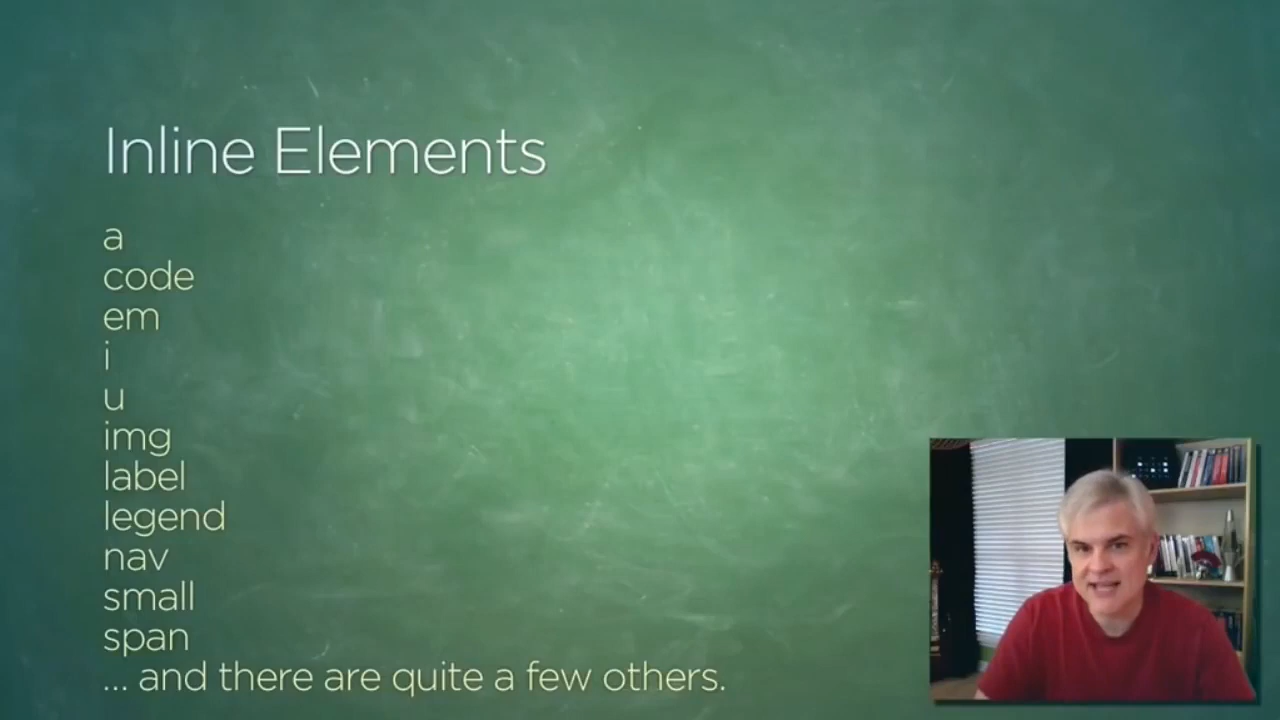 Inline Elements
a
code
em
i
u
img
label
legend
nav
small
span
... and there are quite a few others.